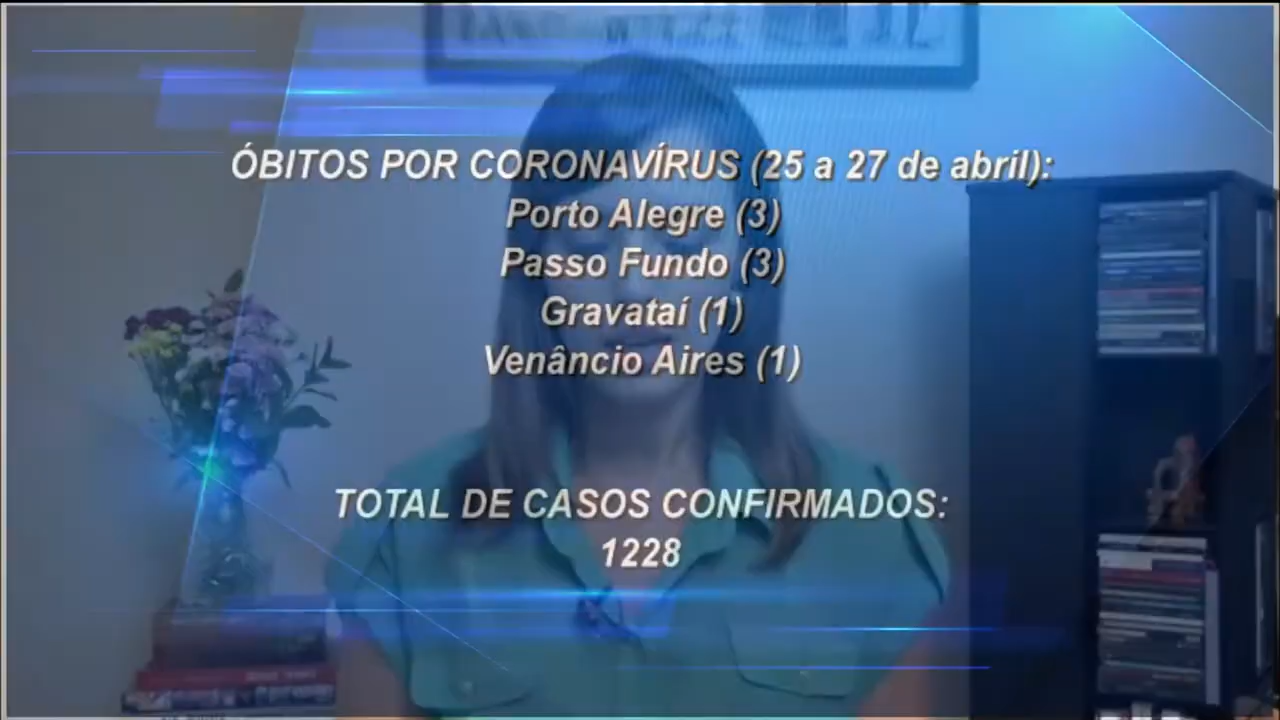 ÓBITOS POR CORONAVÍRUS (25 a 27 de abril):
Porto Alegre (3)
Passo Fundo (3)
Gravataí (1)
Venâncio Aires (1)
TOTAL DE CASOS CONFIRMADOS:
1228